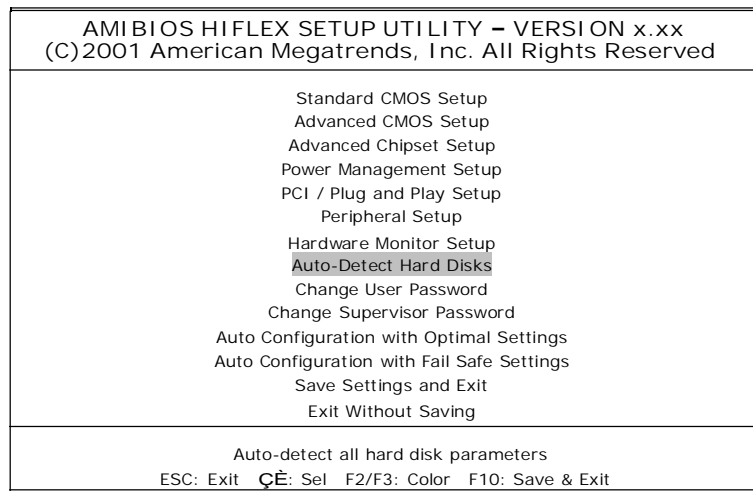 AMIBIOS HIFLEX SETUP UTILITY – VERSION x.xx
(C)2001 American Megatrends, Inc. All Rights Reserved
Standard CMOS Setup
Advanced CMOS Setup
Advanced Chipset Setup
Power Management Setup
PCI / Plug and Play Setup
Peripheral Setup
Hardware Monitor Setup
Auto-Detect Hard Disks
Change User Password
Change Supervisor Password
Auto Configuration with Optimal Settings
Auto Configuration with Fail Safe Settings
Save Settings and Exit
Exit Without Saving
Auto-detect all hard disk parameters
ESC: Exit ÇÈ: Sel F2/F3: Color F10: Save & Exit